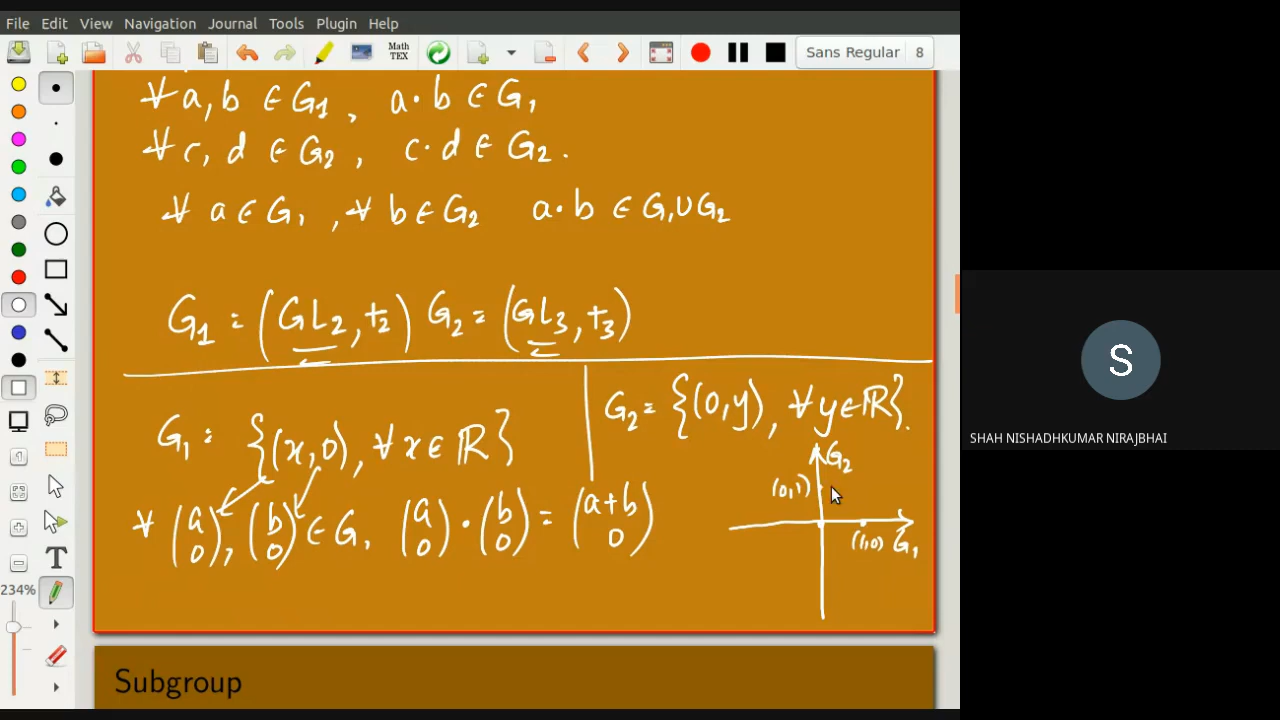 File Edit View Navigation Journal Tools Plugin Help
Math TEX Sans Regular 8
∀ a, b ∈ G1, a · b ∈ G1
∀ c, d ∈ G2, c · d ∈ G2.
∀ a ∈ G1, ∀ b ∈ G2 a · b ∈ G1 ∪ G2
G1 = (GL2, +2) G2 = (GL3, +3)
G2 = {(0, y), ∀ y ∈ ℝ}.
G1 = {(x, 0), ∀ x ∈ ℝ}
G2
(0,1)
∀ (a 0), (b 0) ∈ G1 (a 0) · (b 0) = (a+b 0)
(1,0) G1
234%
Subgroup
S
SHAH NISHADHKUMAR NIRAJBHAI